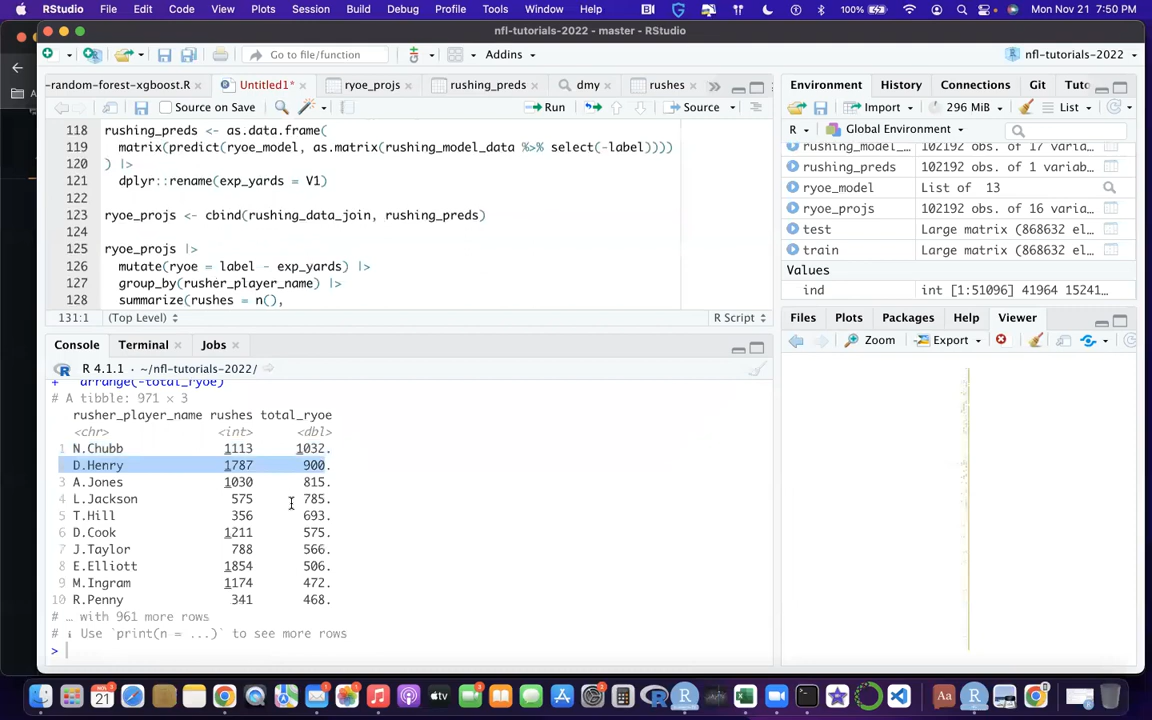 RStudio File Edit Code View Plots Session Build Debug Profile Tools Window Help 100% Mon Nov 21 7:50 PM
nfl-tutorials-2022 - master - RStudio
Go to file/function Addins nfl-tutorials-2022
-random-forest-xgboost.R Untitled1* ryoe_projs rushing_preds dmy rushes
Source on Save Run Source
118 rushing_preds <- as.data.frame(
119 matrix(predict(ryoe_model, as.matrix(rushing_model_data %>% select(-label))))
120 ) |>
121 dplyr::rename(exp_yards = V1)
122
123 ryoe_projs <- cbind(rushing_data_join, rushing_preds)
124
125 ryoe_projs |>
126 mutate(ryoe = label - exp_yards) |>
127 group_by(rusher_player_name) |>
128 summarize(rushes = n(),
131:1 (Top Level) R Script
Console Terminal Jobs
R 4.1.1 · ~/nfl-tutorials-2022/
+ arrange(-total_ryoe)
# A tibble: 971 × 3
rusher_player_name rushes total_ryoe
<chr> <int> <dbl>
1 N.Chubb 1113 1032.
D.Henry 1787 900.
3 A.Jones 1030 815.
4 L.Jackson 575 785.
5 T.Hill 356 693.
6 D.Cook 1211 575.
7 J.Taylor 788 566.
8 E.Elliott 1854 506.
9 M.Ingram 1174 472.
10 R.Penny 341 468.
# … with 961 more rows
# ℹ Use `print(n = ...)` to see more rows
>
Environment History Connections Git Tuto
Import 296 MiB List
R Global Environment
rushing_model_… 102192 obs. of 17 varia…
rushing_preds 102192 obs. of 1 variab…
ryoe_model List of 13
ryoe_projs 102192 obs. of 16 varia…
test Large matrix (868632 el…
train Large matrix (868632 el…
Values
ind int [1:51096] 41964 15241…
Files Plots Packages Help Viewer
Zoom Export